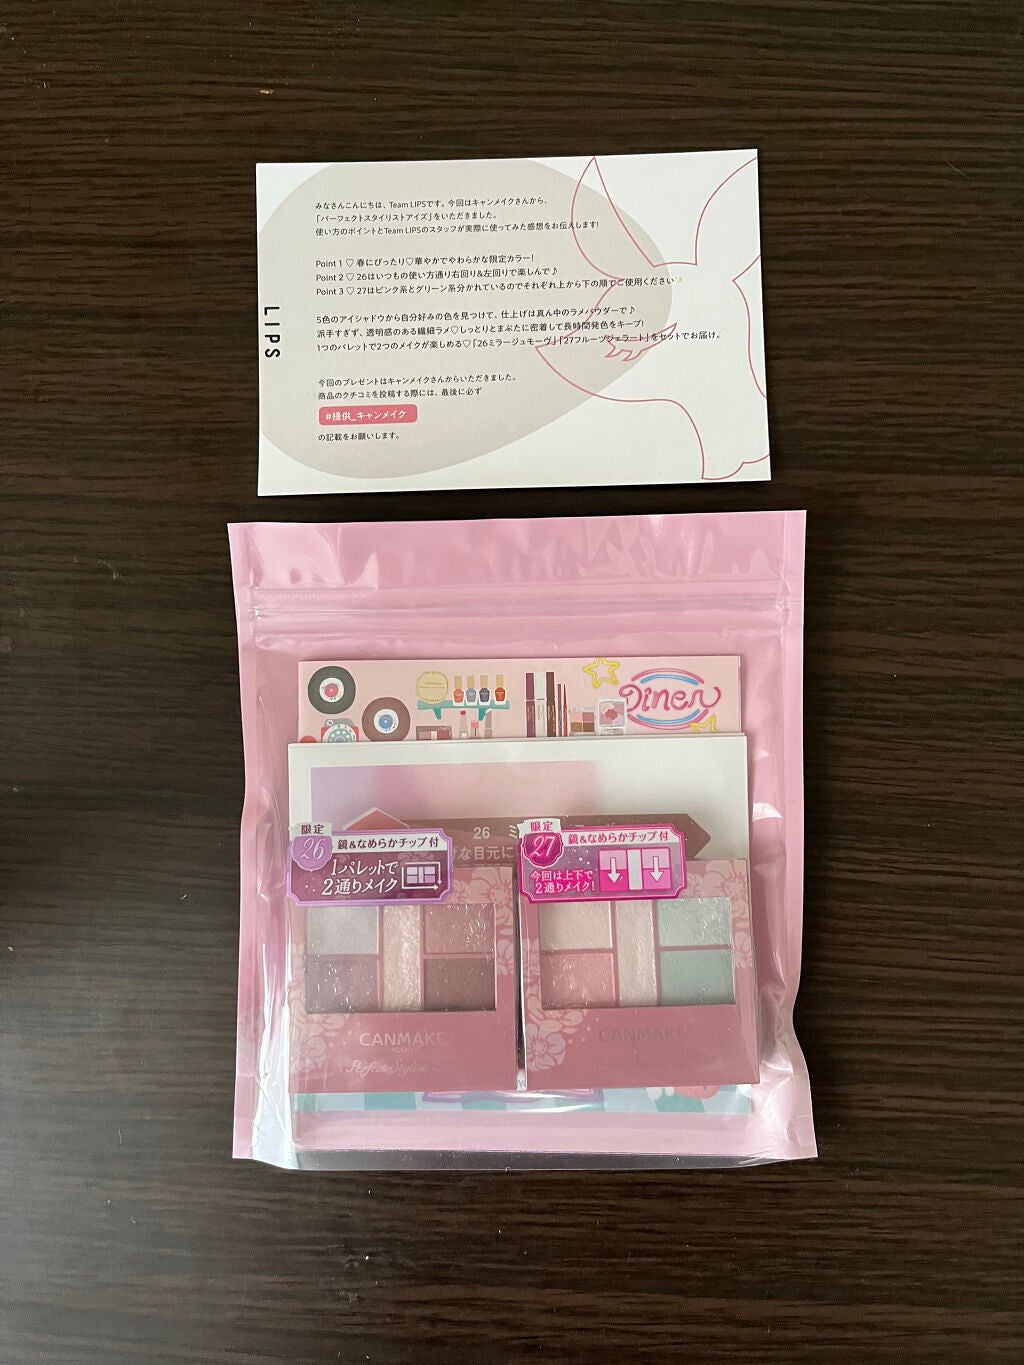 みなさんこんにちは、Team LIPSです。今回はキャンメイクさんから、
「パーフェクトスタイリストアイズ」をいただきました。
使い方のポイントとTeam LIPSのスタッフが実際に使ってみた感想をお伝えします!
Point 1 ♡ 春にぴったり♡華やかでやわらかな限定カラー!
Point 2 ♡ 26はいつもの使い方通り右回り&左回りで楽しんで♪
Point 3 ♡ 27はピンク系とグリーン系分かれているのでそれぞれ上から下の順でご使用ください✨
5色のアイシャドウから自分好みの色を見つけて、仕上げは真ん中のラメパウダーで♪
派手すぎず、透明感のある繊細ラメ♡しっとりとまぶたに密着して長時間発色をキープ!
1つのパレットで2つのメイクが楽しめる♡「26ミラージュモーヴ」「27フルーツジェラート」をセットでお届け。
今回のプレゼントはキャンメイクさんからいただきました。
商品のクチコミを投稿する際には、最後に必ず
#提供_キャンメイク
の記載をお願いします。
LIPS
Diner
26 ミ
な目元に
限定
26
鏡&なめらかチップ付
1パレットで
2通りメイク
限定
27
鏡&なめらかチップ付
今回は上下で
2通りメイク!
CANMAKE
Perfect Stylist
CANMAKE